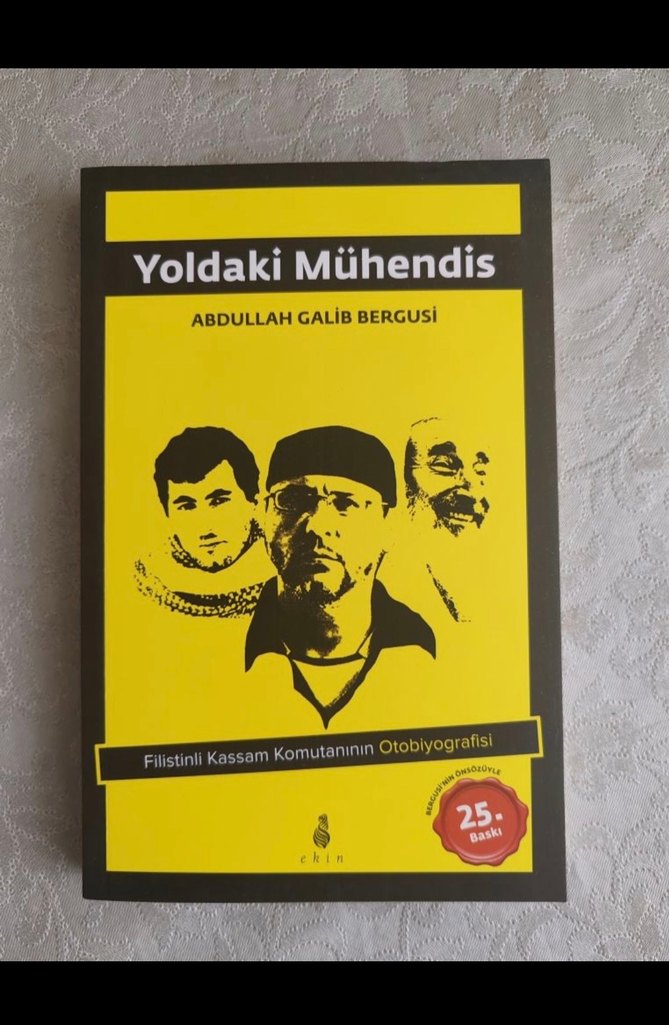 Yoldaki Mühendis
ABDULLAH GALİB BERGUSİ
Filistinli Kassam Komutanının Otobiyografisi
BERGUSİ'NİN ÖNSÖZÜYLE
25.
Baskı
ekin